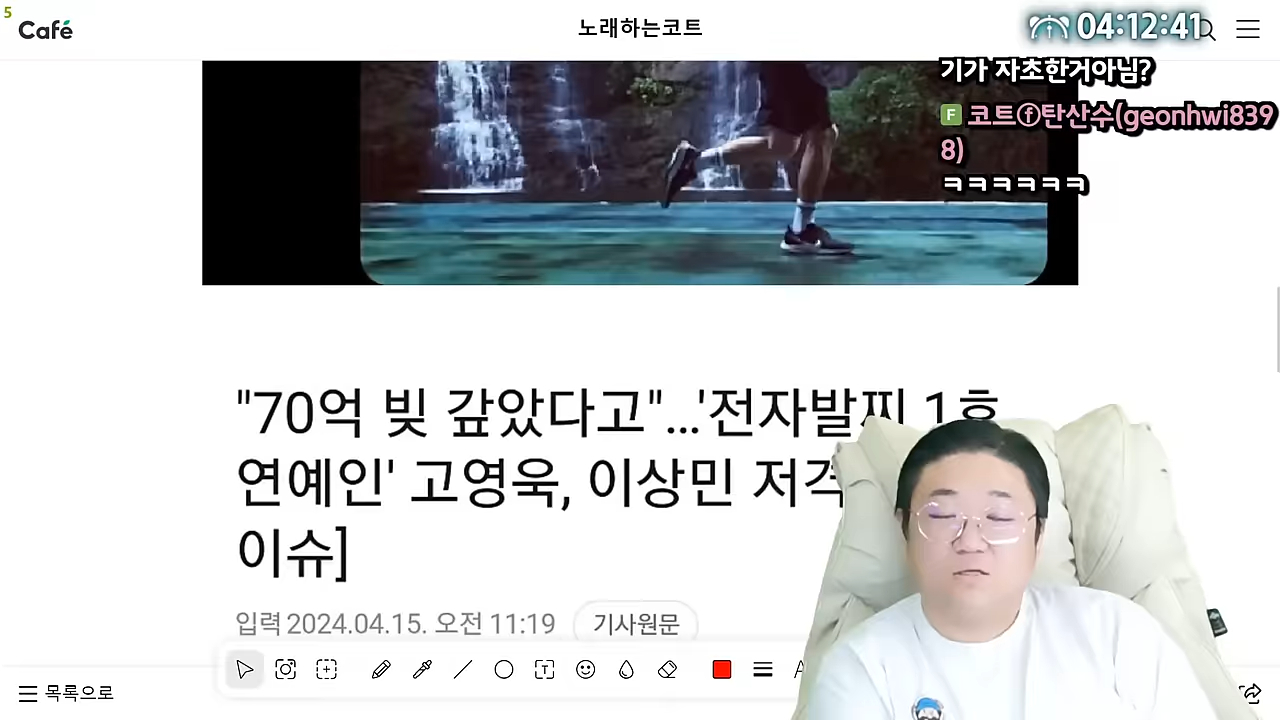 5
Café
노래하는코트
04:12:41
기가 자초한거아님?
F 코트ⓕ탄산수(geonhwi839
8)
ㅋㅋㅋㅋㅋㅋ
"70억 빚 갚았다고"...'전자발찌 1호
연예인' 고영욱, 이상민 저격
이슈]
입력 2024.04.15. 오전 11:19
기사원문
T
A
목록으로